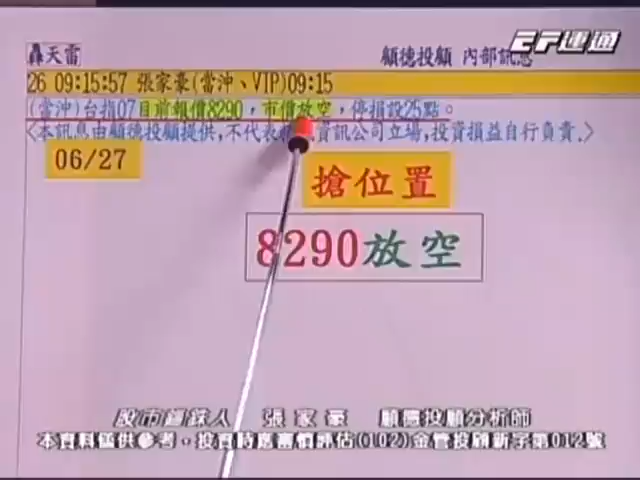 轟天雷
顧德投顧 內部訊息
EF 運通
26 09:15:57 張家豪(當沖、VIP)09:15
(當沖)台指07目前報價8290，市價放空，停損設25點。
<本訊息由顧德投顧提供,不代表 資訊公司立場,投資損益自行負責.>
06/27
搶位置
8290放空
股市鑼銖人 張家豪 顧德投顧分析師
本資料僅供參考，投資時應審慎評估(102)金管投顧新字第012號